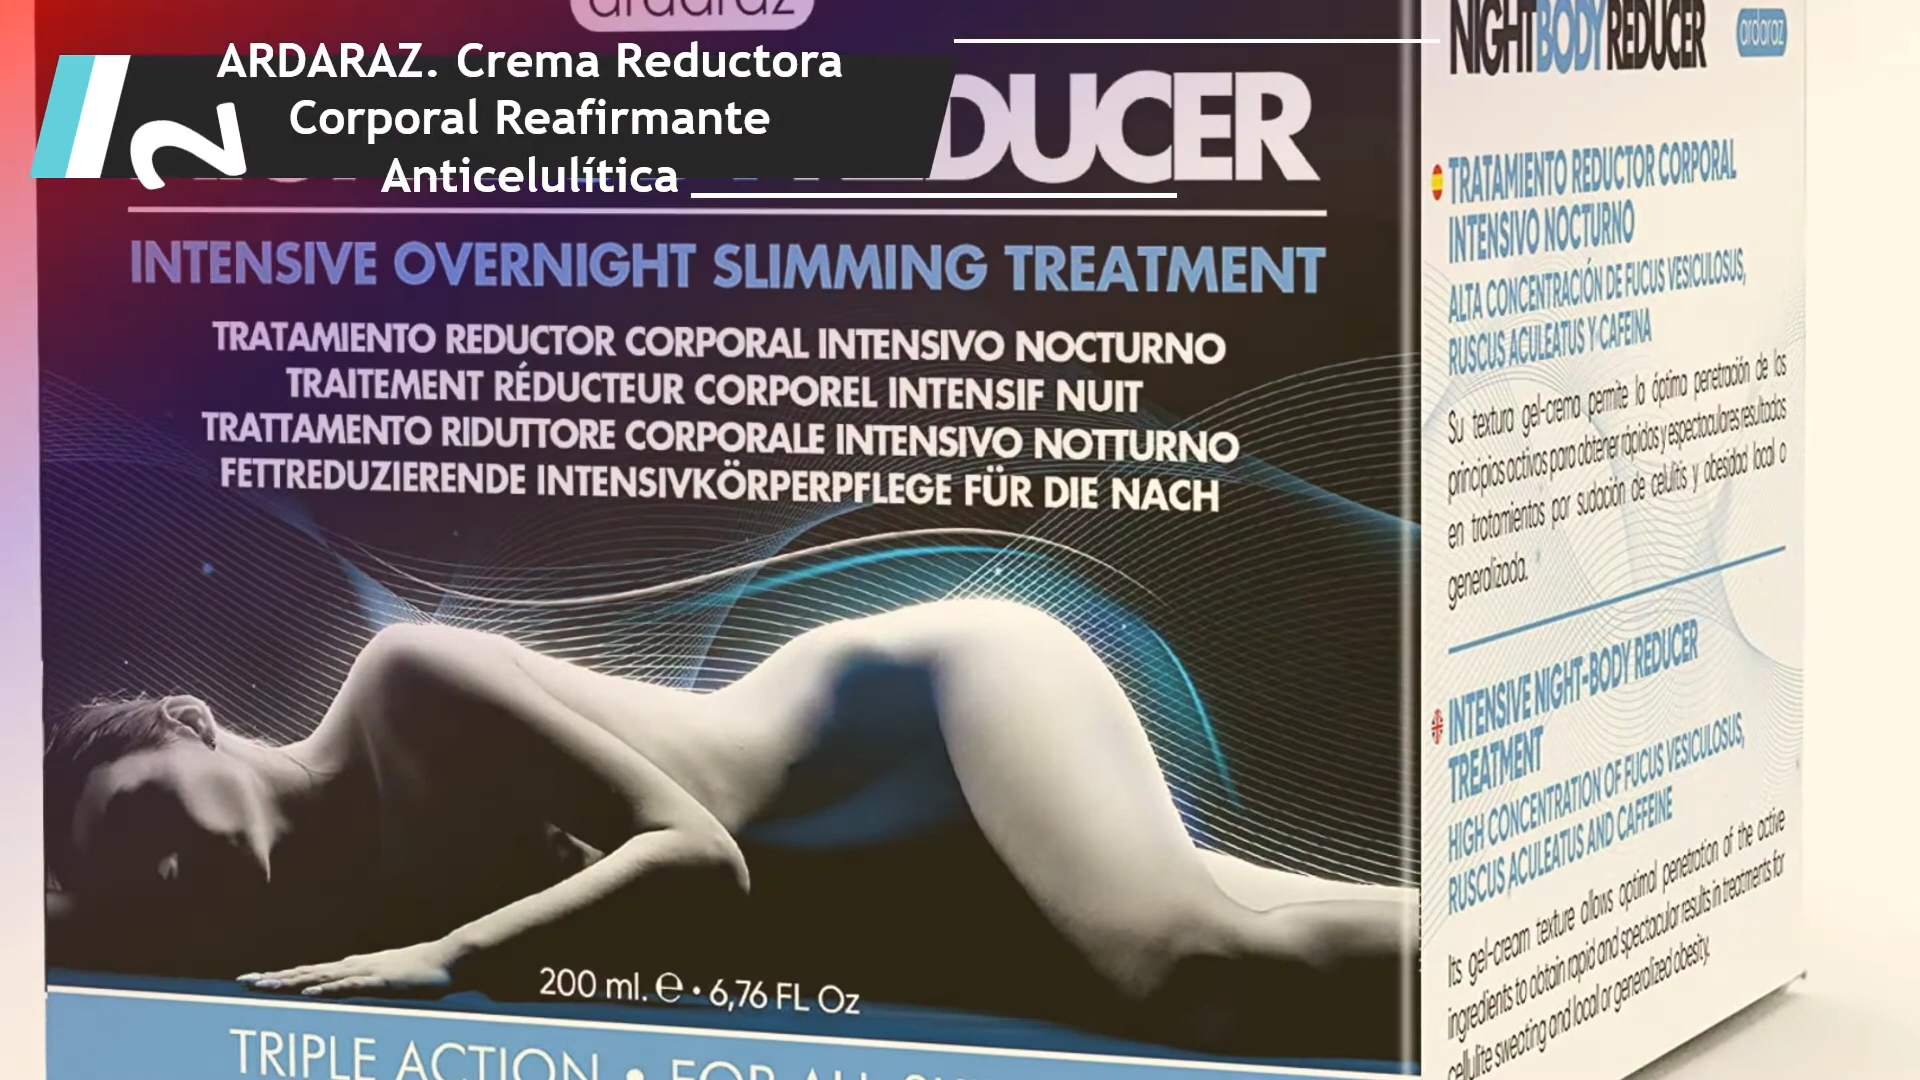 ardaraz
ARDARAZ. Crema Reductora
Corporal Reafirmante
Anticelulítica
2
DUCER
INTENSIVE OVERNIGHT SLIMMING TREATMENT
TRATAMIENTO REDUCTOR CORPORAL INTENSIVO NOCTURNO
TRAITEMENT RÉDUCTEUR CORPOREL INTENSIF NUIT
TRATTAMENTO RIDUTTORE CORPORALE INTENSIVO NOTTURNO
FETTREDUZIERENDE INTENSIVKÖRPERPFLEGE FÜR DIE NACH
200 ml. e • 6,76 FL Oz
TRIPLE ACTION • FOR ALL
NIGHTBODYREDUCER
ardaraz
TRATAMIENTO REDUCTOR CORPORAL
INTENSIVO NOCTURNO
ALTA CONCENTRACIÓN DE FUCUS VESICULOSUS,
RUSCUS ACULEATUS Y CAFEINA
Su textura gel-crema permite la óptima penetración de los
principios activos para obtener rápidos y espectaculares resultados
en tratamientos por sudación de celulitis y obesidad local o
generalizada.
INTENSIVE NIGHT-BODY REDUCER
TREATMENT
HIGH CONCENTRATION OF FUCUS VESICULOSUS,
RUSCUS ACULEATUS AND CAFFEINE
Its gel-cream texture allows optimal penetration of the active
ingredients to obtain rapid and spectacular results in treatments for
cellulite sweating and local or generalized obesity.